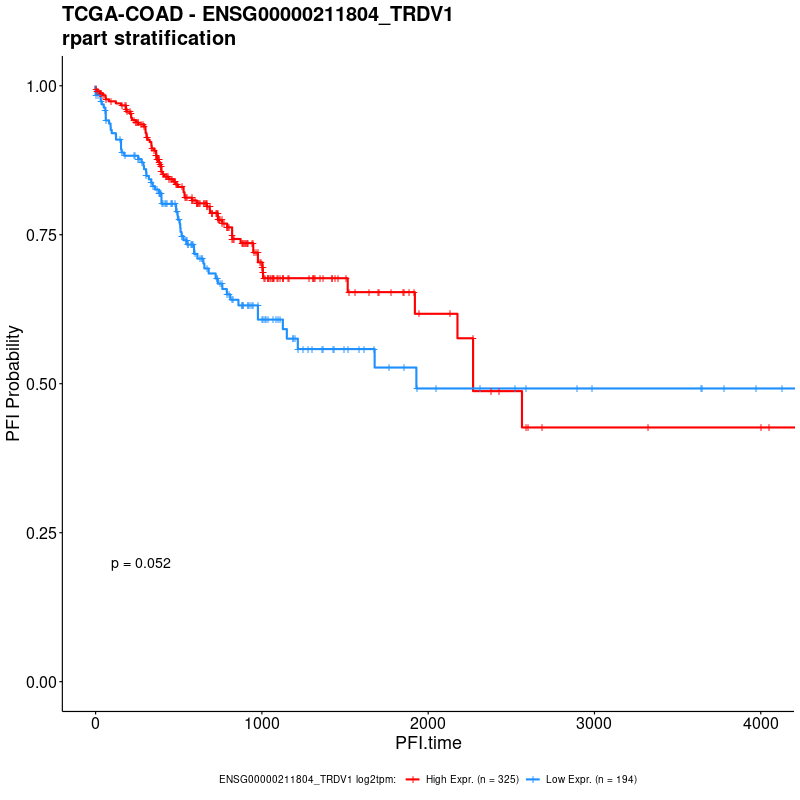 TCGA-COAD - ENSG00000211804_TRDV1
rpart stratification
1.00
0.75
0.50
0.25
0.00
PFI Probability
p = 0.052
0 1000 2000 3000 4000
PFI.time
ENSG00000211804_TRDV1 log2tpm: High Expr. (n = 325) Low Expr. (n = 194)